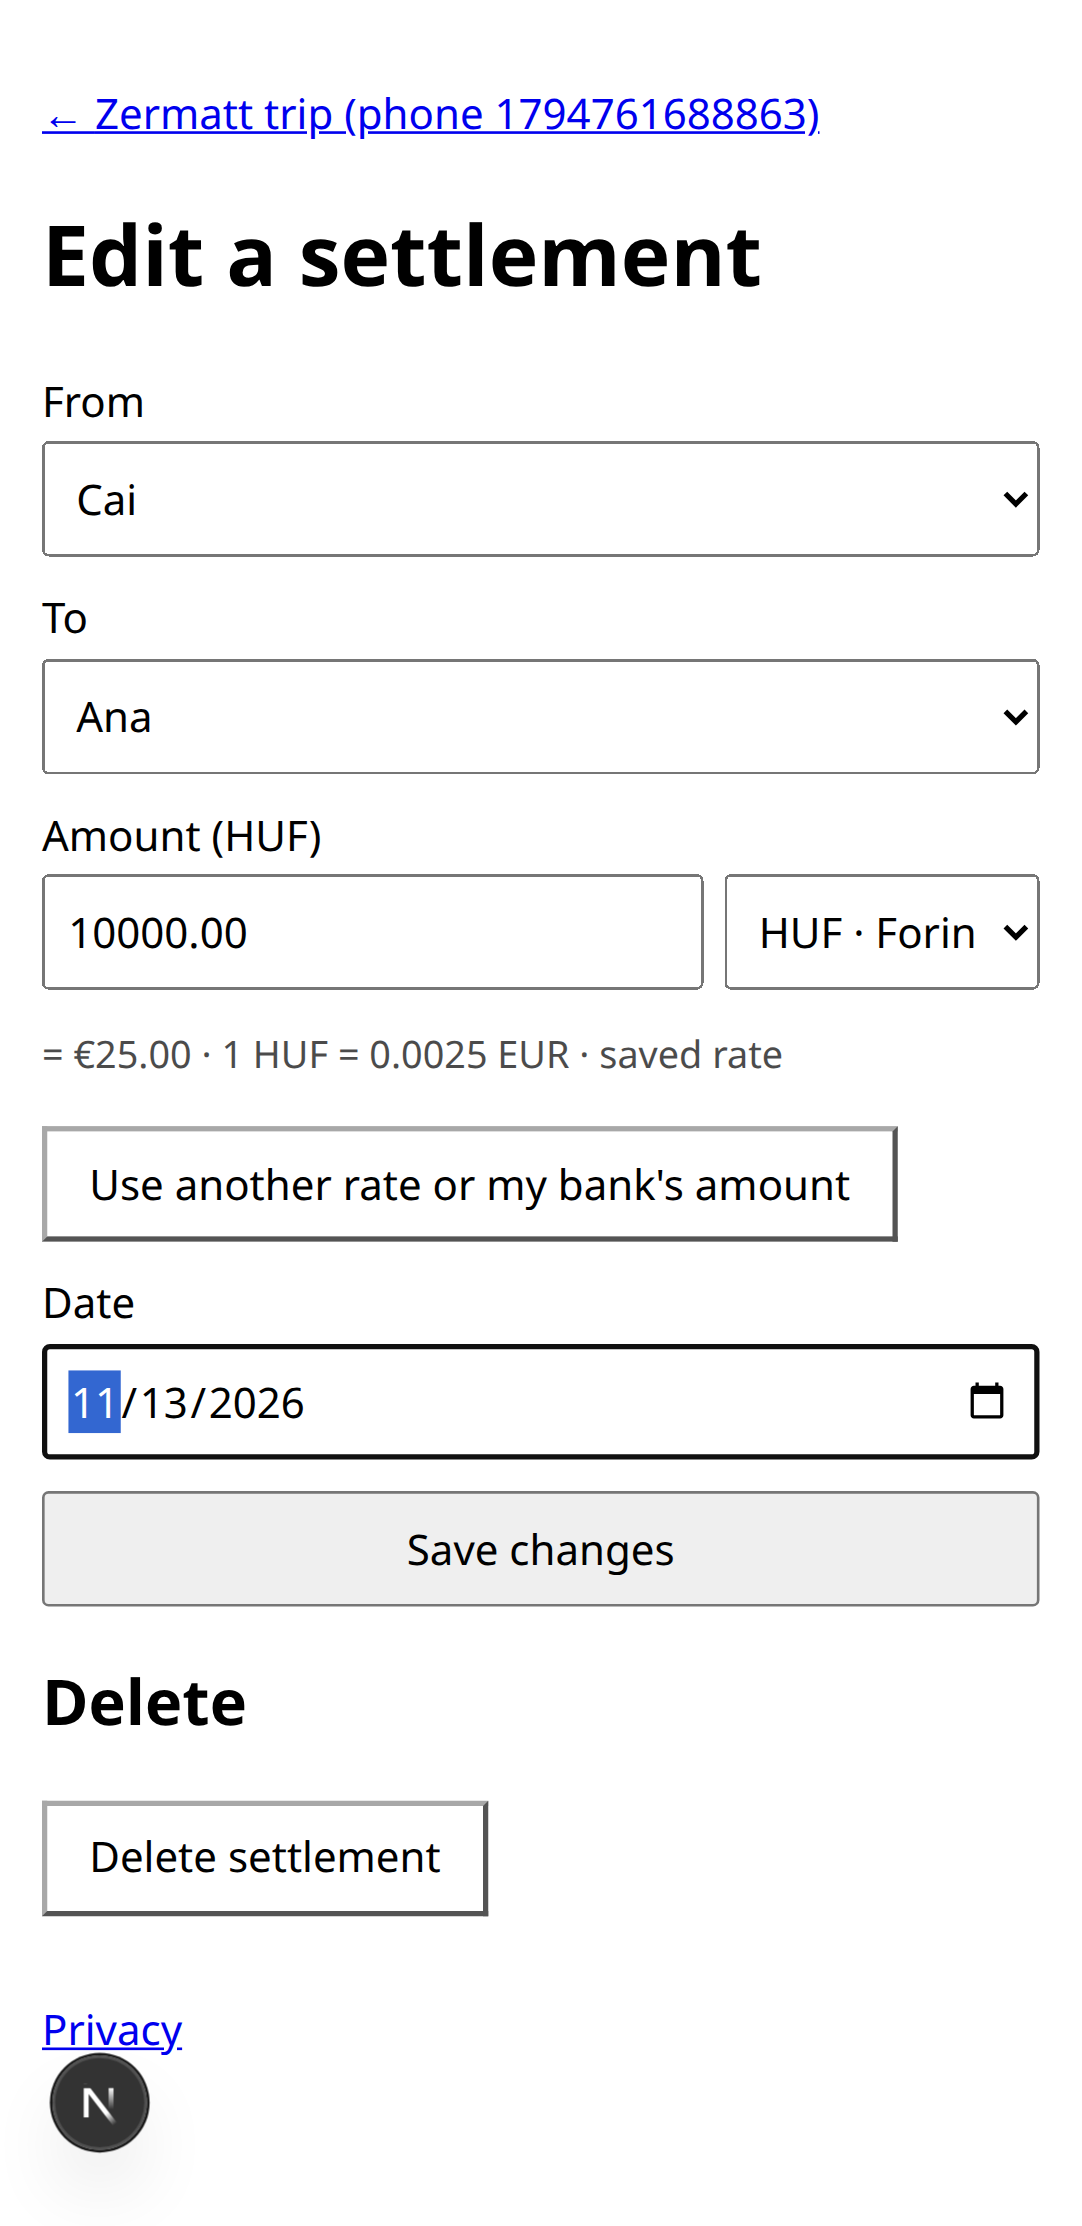 ← Zermatt trip (phone 1794761688863)
Edit a settlement
From
Cai
To
Ana
Amount (HUF)
10000.00
HUF · Forin
= €25.00 · 1 HUF = 0.0025 EUR · saved rate
Use another rate or my bank's amount
Date
11/13/2026
Save changes
Delete
Delete settlement
Privacy
N